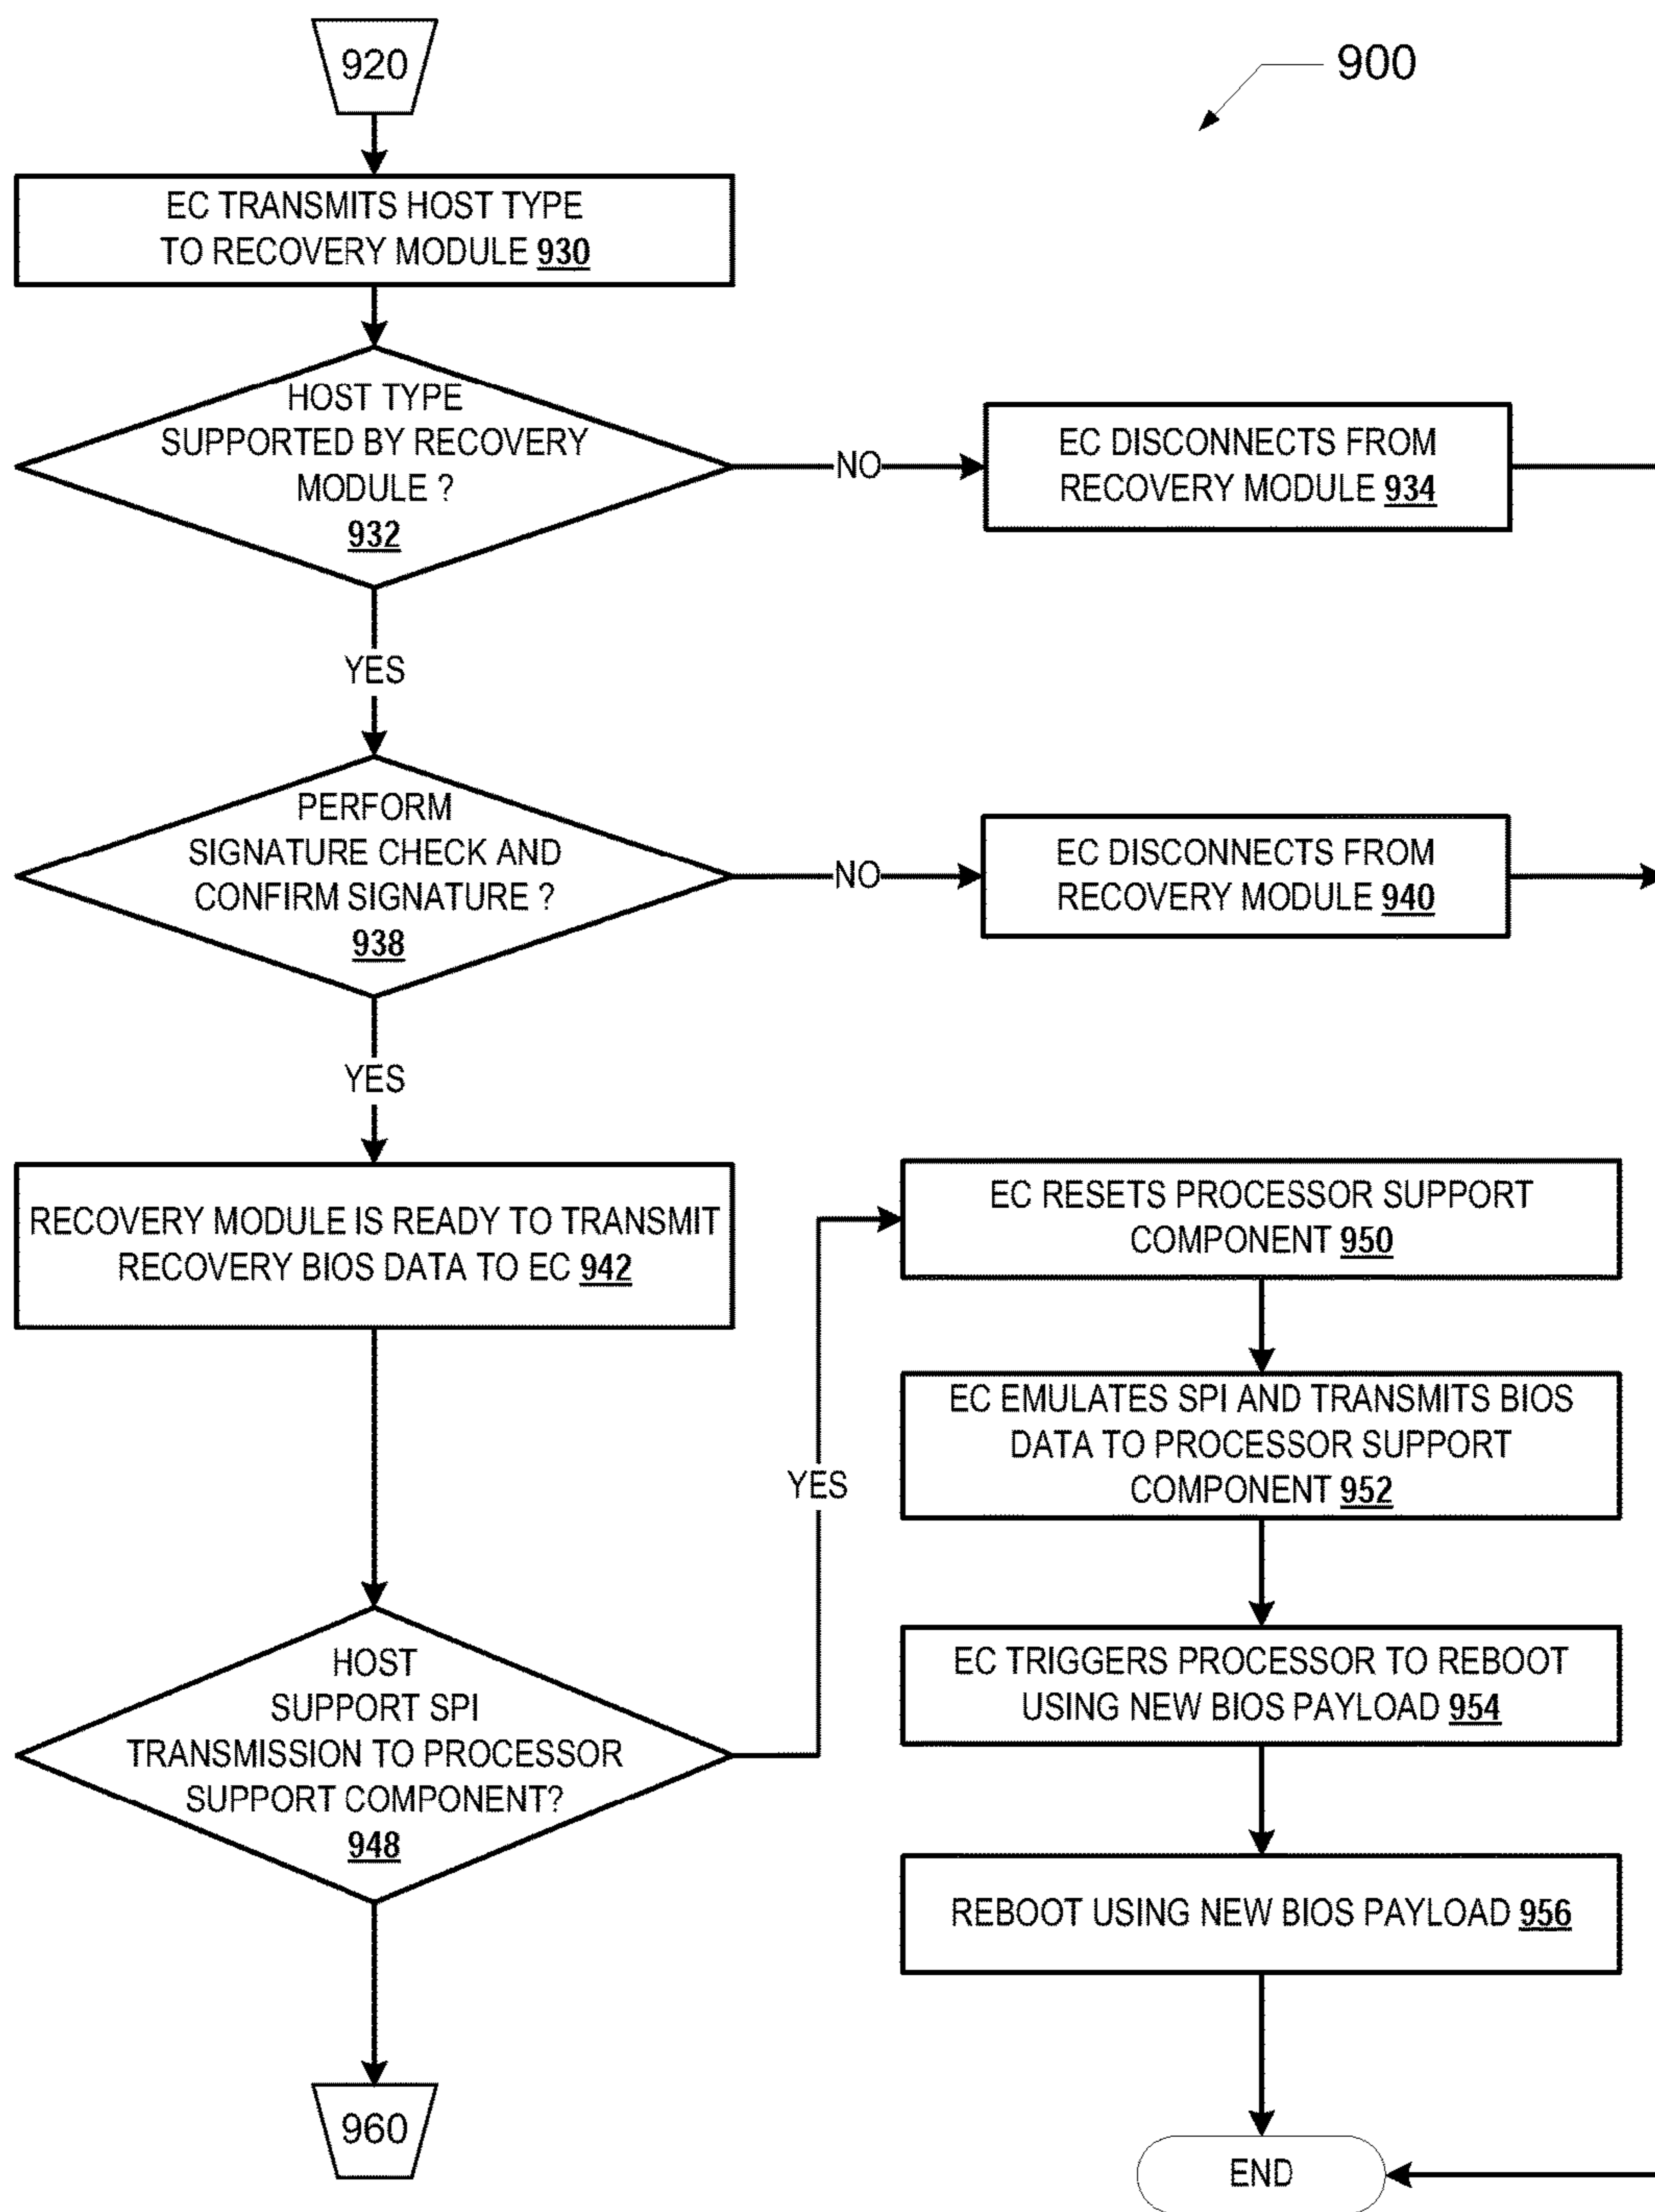 920
900
EC TRANSMITS HOST TYPE
TO RECOVERY MODULE 930
HOST TYPE
SUPPORTED BY RECOVERY
MODULE ?
932
NO
EC DISCONNECTS FROM
RECOVERY MODULE 934
YES
PERFORM
SIGNATURE CHECK AND
CONFIRM SIGNATURE ?
938
NO
EC DISCONNECTS FROM
RECOVERY MODULE 940
YES
RECOVERY MODULE IS READY TO TRANSMIT
RECOVERY BIOS DATA TO EC 942
HOST
SUPPORT SPI
TRANSMISSION TO PROCESSOR
SUPPORT COMPONENT?
948
YES
EC RESETS PROCESSOR SUPPORT
COMPONENT 950
EC EMULATES SPI AND TRANSMITS BIOS
DATA TO PROCESSOR SUPPORT
COMPONENT 952
EC TRIGGERS PROCESSOR TO REBOOT
USING NEW BIOS PAYLOAD 954
REBOOT USING NEW BIOS PAYLOAD 956
960
END